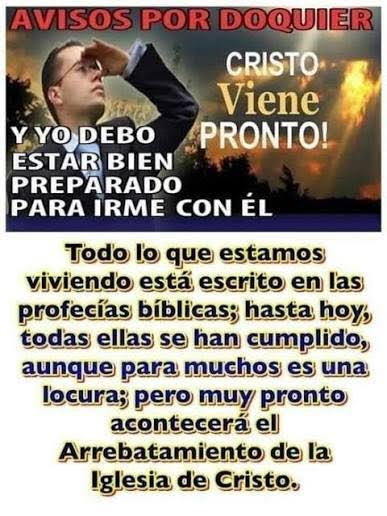 AVISOS POR DOQUIER
CRISTO
Viene
PRONTO!
Y YO DEBO
ESTAR BIEN
PREPARADO
PARA IRME CON ÉL
Todo lo que estamos
viviendo está escrito en las
profecías bíblicas; hasta hoy,
todas ellas se han cumplido,
aunque para muchos es una
locura; pero muy pronto
acontecerá el
Arrebatamiento de la
Iglesia de Cristo.